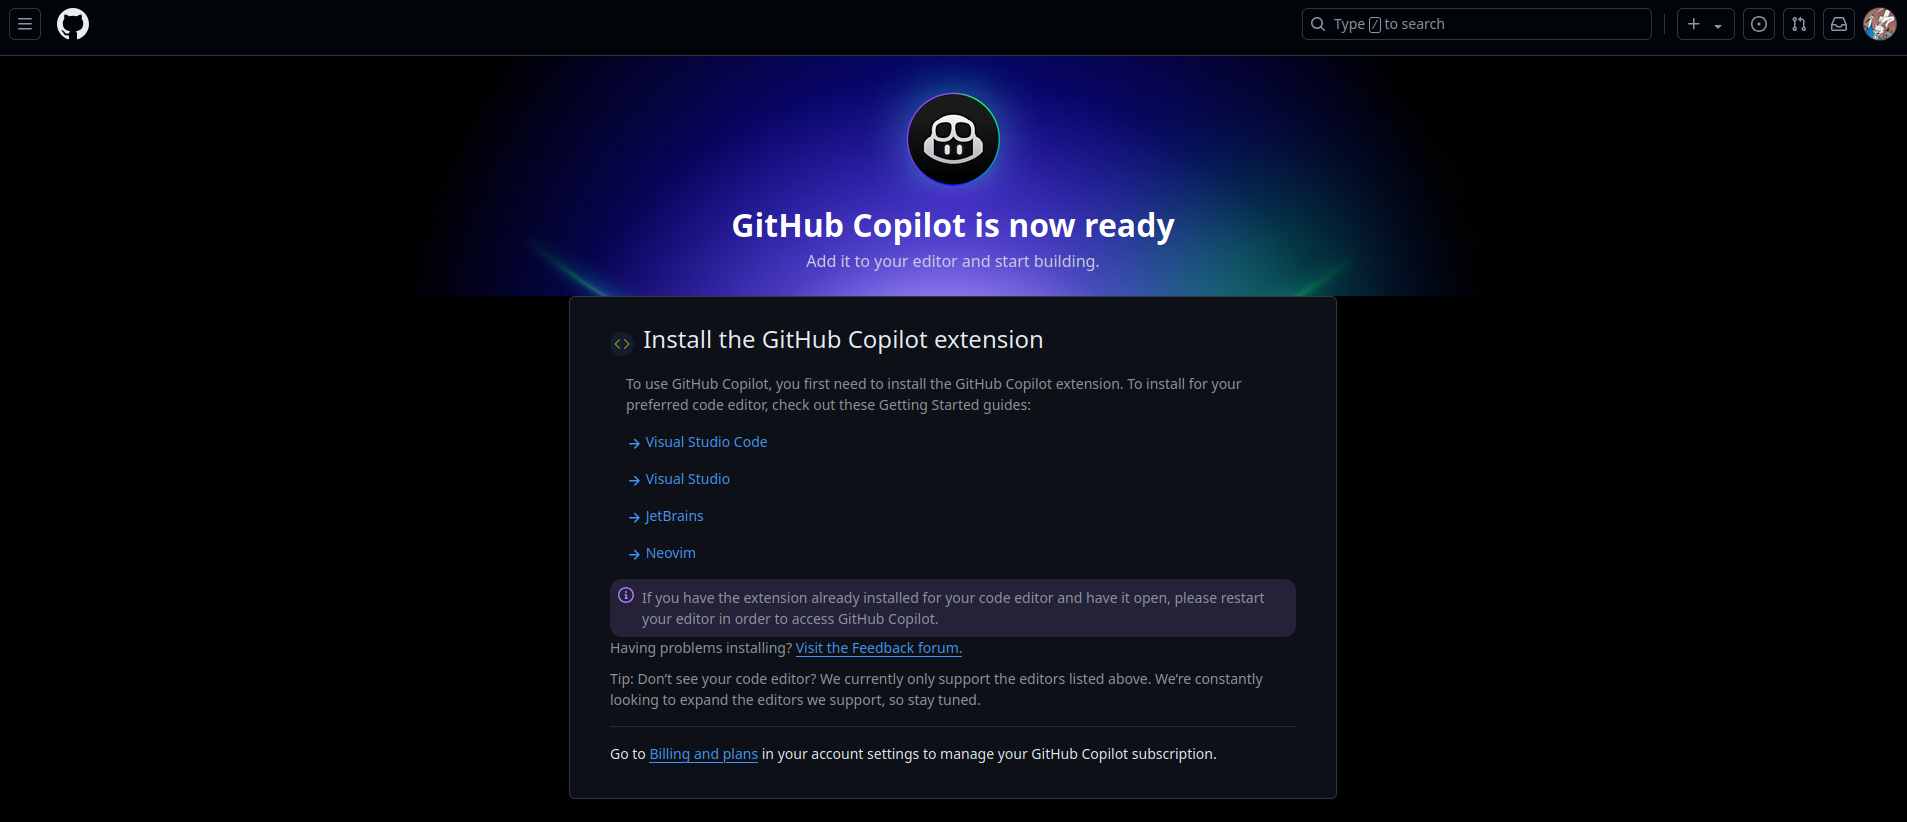 Type / to search
GitHub Copilot is now ready
Add it to your editor and start building.
Install the GitHub Copilot extension
To use GitHub Copilot, you first need to install the GitHub Copilot extension. To install for your
preferred code editor, check out these Getting Started guides:
Visual Studio Code
Visual Studio
JetBrains
Neovim
If you have the extension already installed for your code editor and have it open, please restart
your editor in order to access GitHub Copilot.
Having problems installing? Visit the Feedback forum.
Tip: Don’t see your code editor? We currently only support the editors listed above. We’re constantly
looking to expand the editors we support, so stay tuned.
Go to Billing and plans in your account settings to manage your GitHub Copilot subscription.